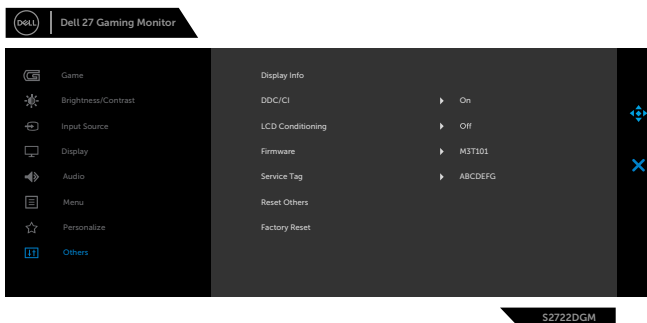 DELL
Dell 27 Gaming Monitor
Game
Display Info
Brightness/Contrast
DDC/CI
On
Input Source
LCD Conditioning
Off
Display
Firmware
M3T101
Audio
Service Tag
ABCDEFG
Menu
Reset Others
Personalize
Factory Reset
Others
S2722DGM